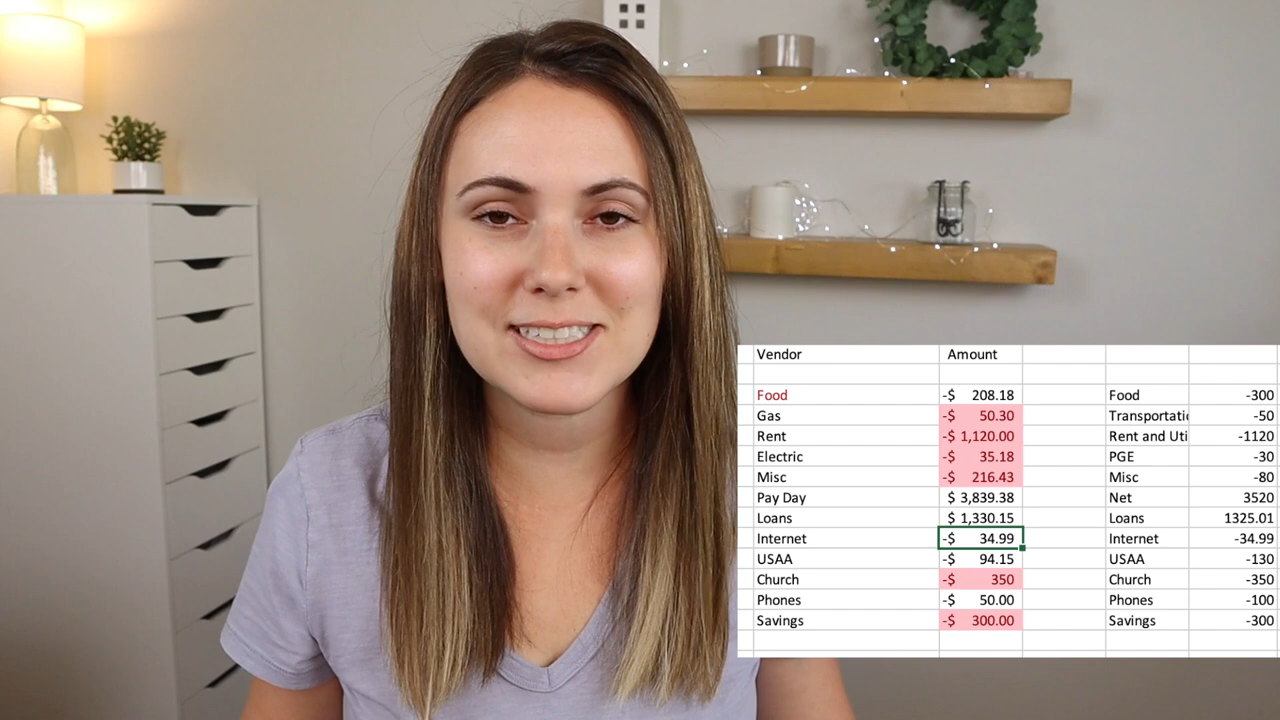 Vendor Amount
Food -$ 208.18 Food -300
Gas -$ 50.30 Transportatic -50
Rent -$ 1,120.00 Rent and Uti -1120
Electric -$ 35.18 PGE -30
Misc -$ 216.43 Misc -80
Pay Day $ 3,839.38 Net 3520
Loans $ 1,330.15 Loans 1325.01
Internet -$ 34.99 Internet -34.99
USAA -$ 94.15 USAA -130
Church -$ 350 Church -350
Phones -$ 50.00 Phones -100
Savings -$ 300.00 Savings -300